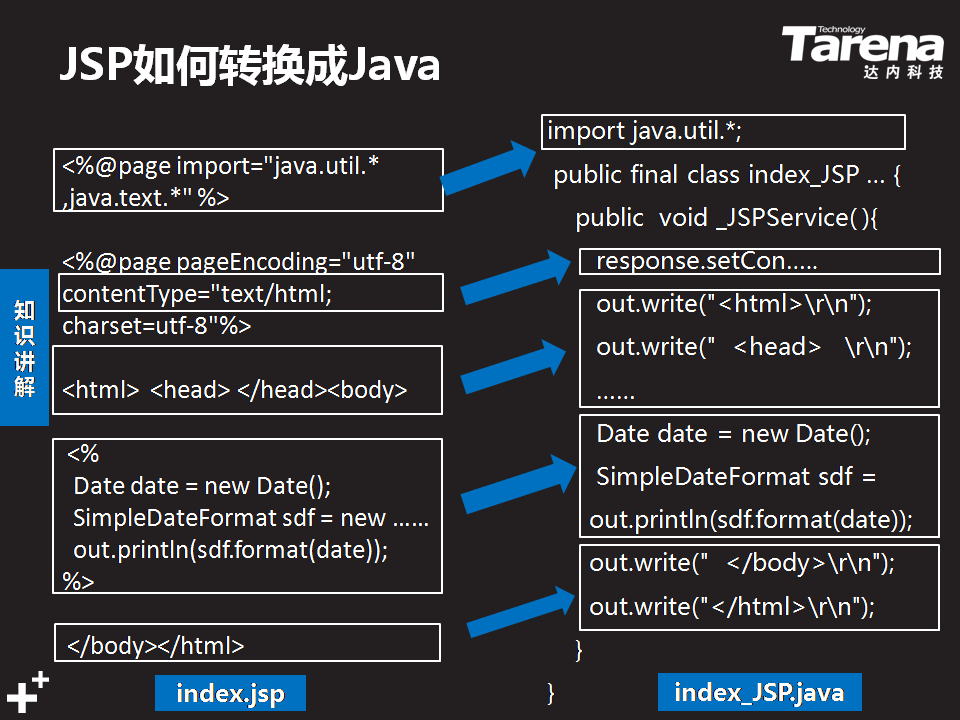 JSP如何转换成Java
Technology
Tarena
达内科技
<%@page import="java.util.*
,java.text.*" %>
<%@page pageEncoding="utf-8"
contentType="text/html;
charset=utf-8"%>
<html> <head> </head><body>
<%
Date date = new Date();
SimpleDateFormat sdf = new ……
out.println(sdf.format(date));
%>
</body></html>
index.jsp
import java.util.*;
public final class index_JSP … {
public void _JSPService( ){
response.setCon…..
out.write("<html>\r\n");
out.write(" <head> \r\n");
……
Date date = new Date();
SimpleDateFormat sdf =
out.println(sdf.format(date));
out.write(" </body>\r\n");
out.write("</html>\r\n");
}
}
index_JSP.java
知识讲解